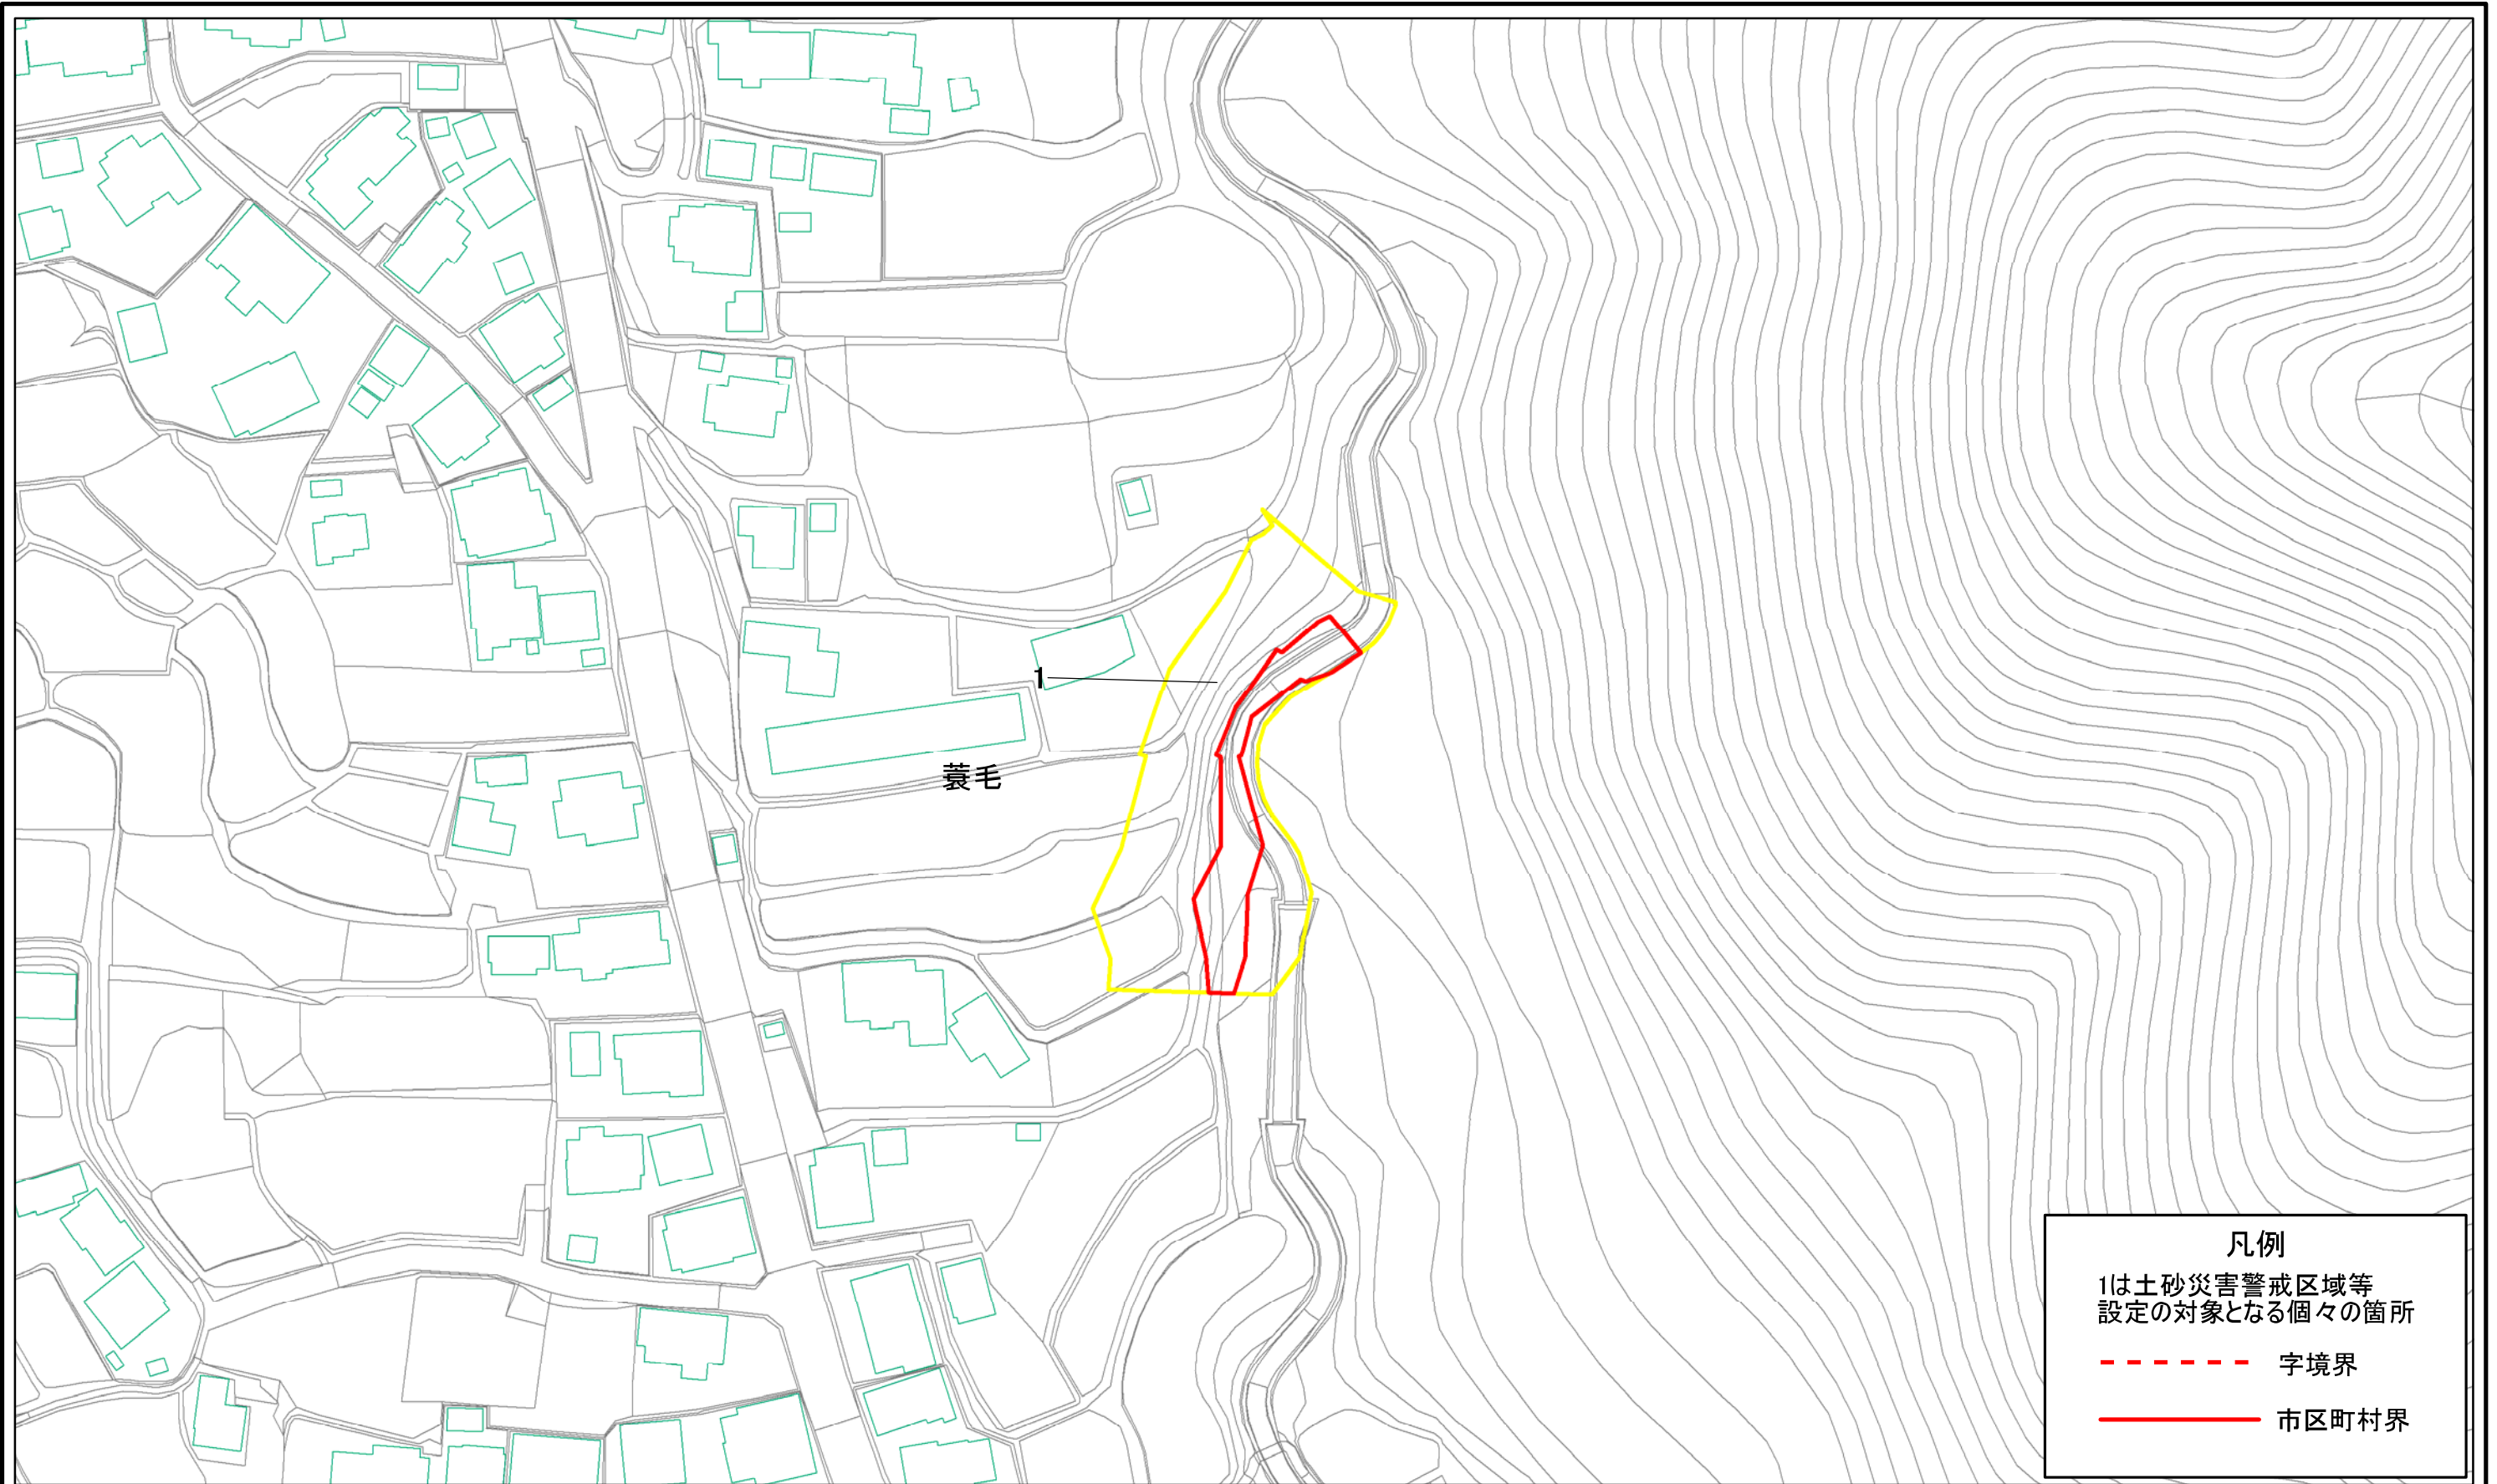 1
蓑毛
凡例
1は土砂災害警戒区域等
設定の対象となる個々の箇所
字境界
市区町村界